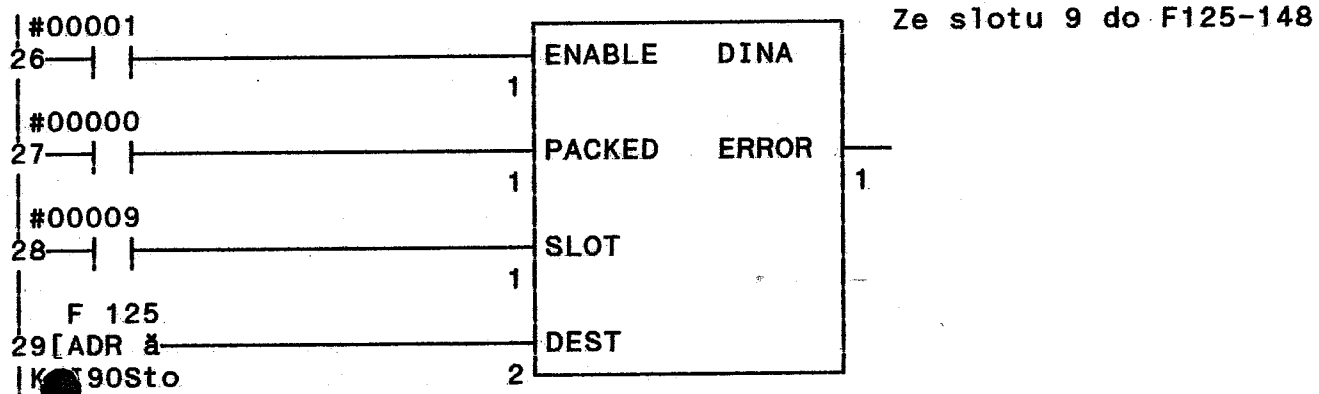 Ze slotu 9 do F125-148
#00001
26 ENABLE DINA
1
#00000
27 PACKED ERROR
1 1
#00009
28 SLOT
1
F 125
29[ADR ă DEST
90Sto 2